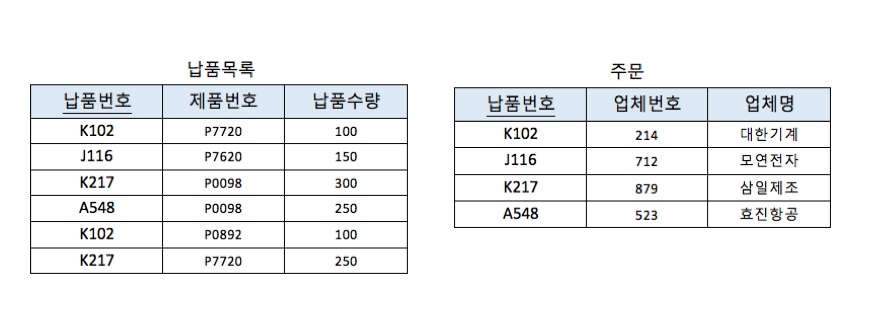 납품목록
납품번호 제품번호 납품수량
K102 P7720 100
J116 P7620 150
K217 P0098 300
A548 P0098 250
K102 P0892 100
K217 P7720 250
주문
납품번호 업체번호 업체명
K102 214 대한기계
J116 712 모연전자
K217 879 삼일제조
A548 523 효진항공